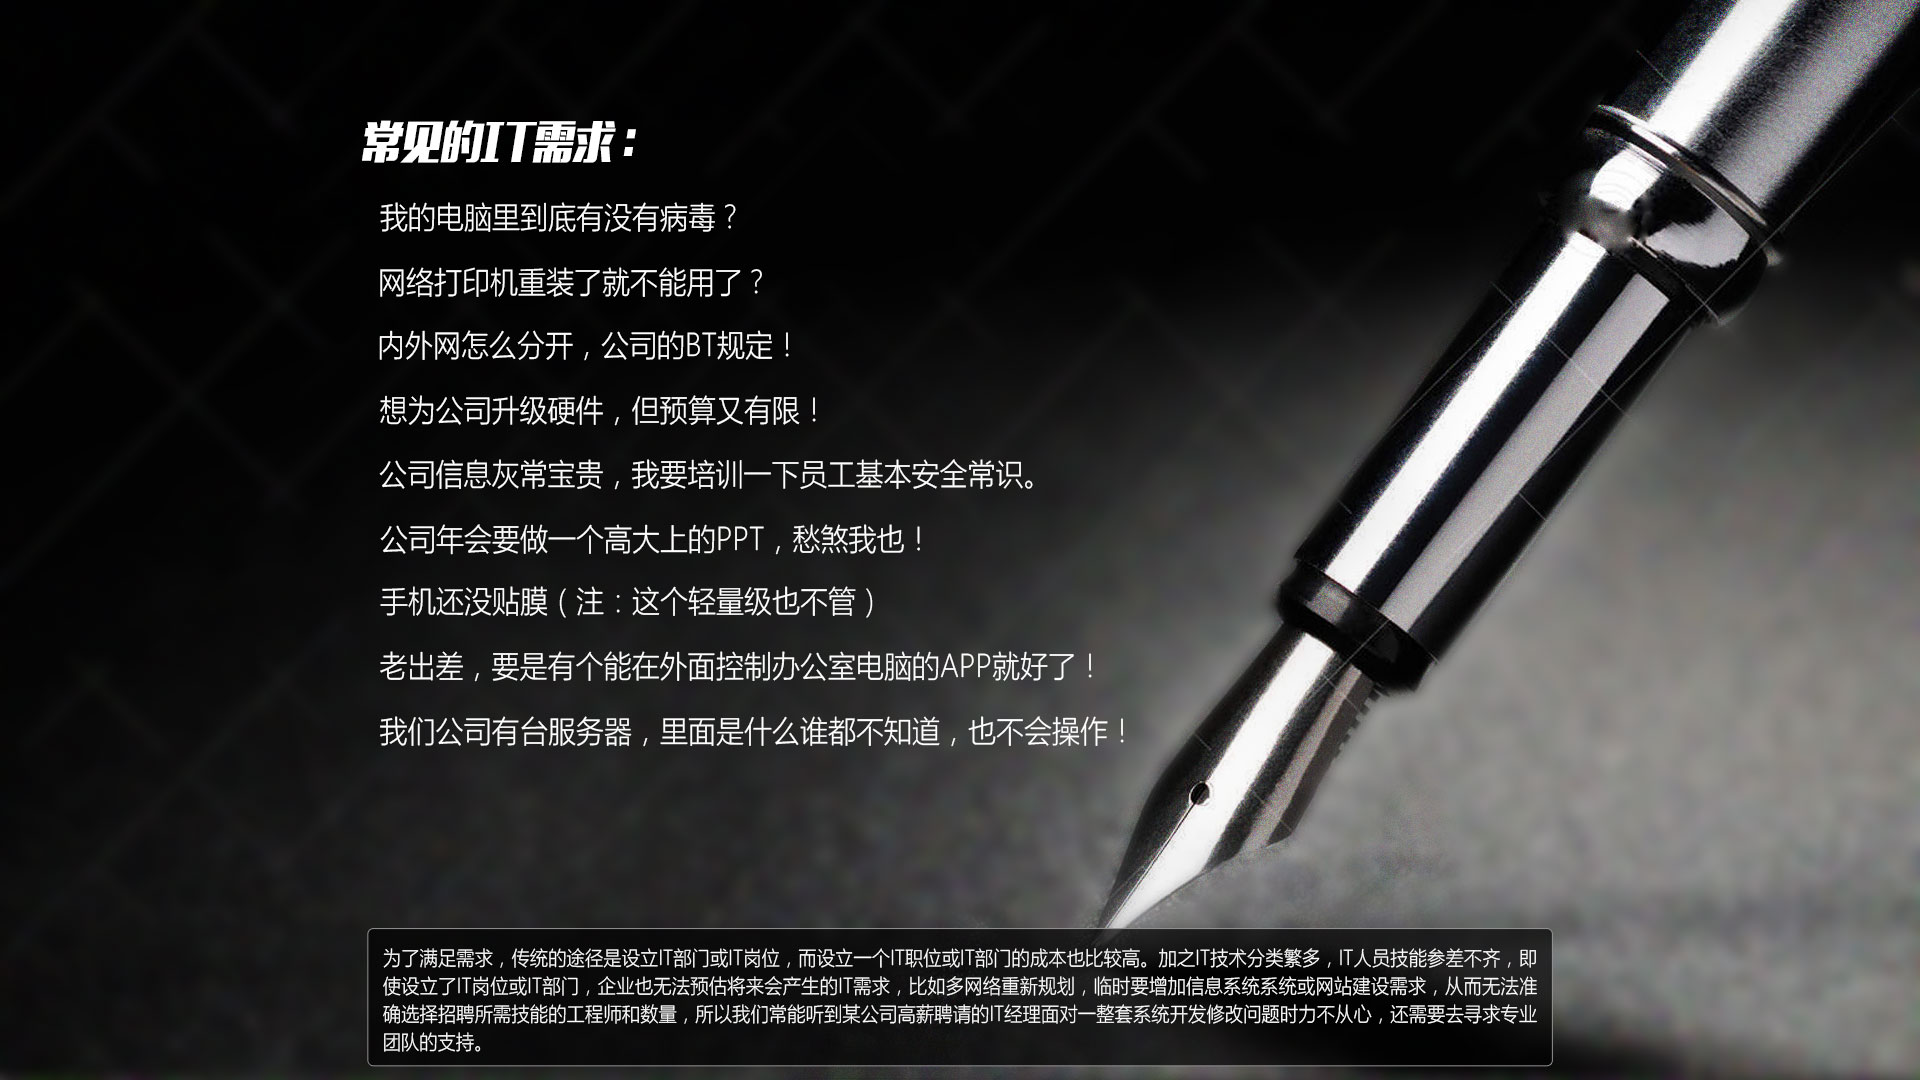 常见的IT需求：
我的电脑里到底有没有病毒？
网络打印机重装了就不能用了？
内外网怎么分开，公司的BT规定！
想为公司升级硬件，但预算又有限！
公司信息灰常宝贵，我要培训一下员工基本安全常识。
公司年会要做一个高大上的PPT，愁煞我也！
手机还没贴膜（注：这个轻量级也不管）
老出差，要是有个能在外面控制办公室电脑的APP就好了！
我们公司有台服务器，里面是什么谁都不知道，也不会操作！
为了满足需求，传统的途径是设立IT部门或IT岗位，而设立一个IT职位或IT部门的成本也比较高。加之IT技术分类繁多，IT人员技能参差不齐，即
使设立了IT岗位或IT部门，企业也无法预估将来会产生的IT需求，比如多网络重新规划，临时要增加信息系统系统或网站建设需求，从而无法准
确选择招聘所需技能的工程师和数量，所以我们常能听到某公司高薪聘请的IT经理面对一整套系统开发修改问题时力不从心，还需要去寻求专业
团队的支持。